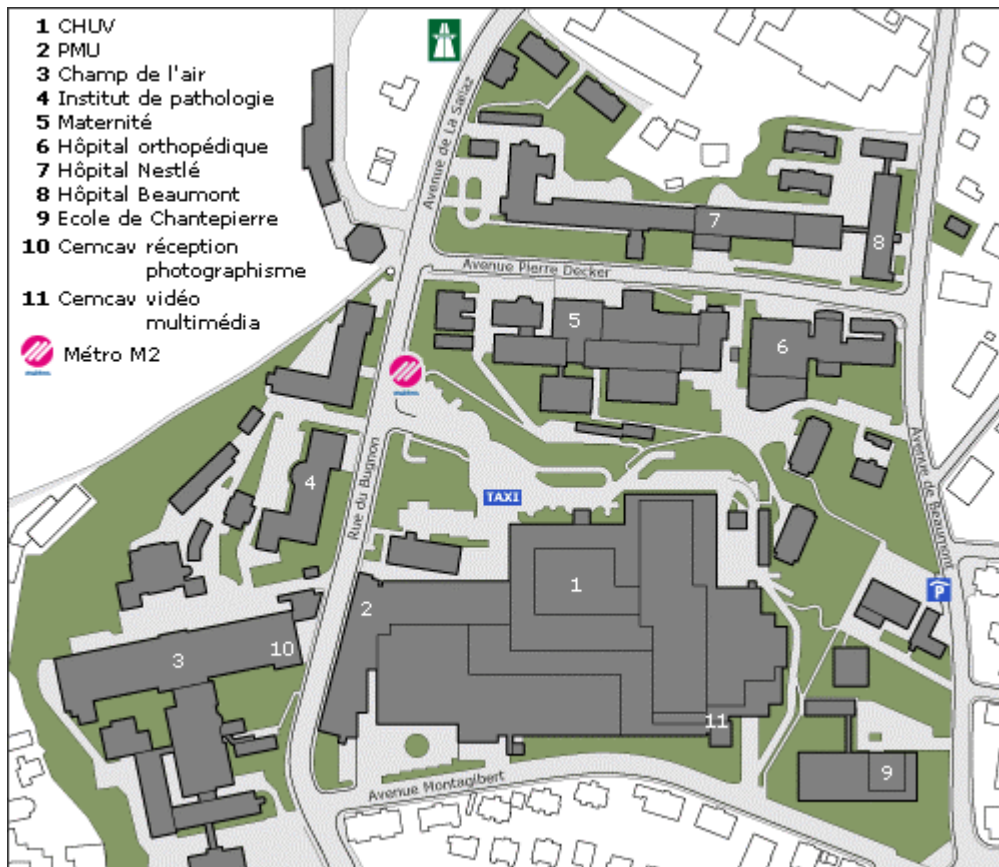 1 CHUV
2 PMU
3 Champ de l'air
4 Institut de pathologie
5 Maternité
6 Hôpital orthopédique
7 Hôpital Nestlé
8 Hôpital Beaumont
9 Ecole de Chantepierre
10 Cemcav réception
photographisme
11 Cemcav vidéo
multimédia
Métro M2
Avenue de La Sallaz
7
8
Avenue Pierre Decker
5
6
Rue du Bugnon
4
TAXI
Avenue de Beaumont
1
2
P
10
3
11
9
Avenue Montagibert